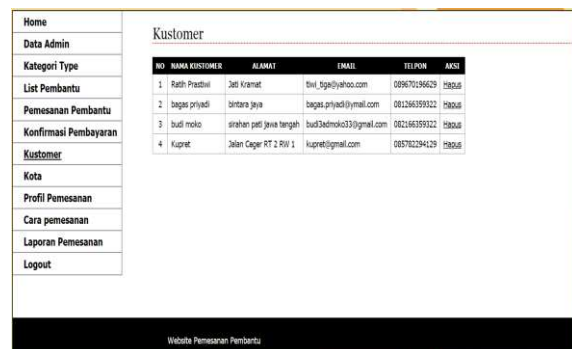 Home
Data Admin
Kategori Type
List Pembantu
Pemesanan Pembantu
Konfirmasi Pembayaran
Kustomer
Kota
Profil Pemesanan
Cara pemesanan
Laporan Pemesanan
Logout
Kustomer
NO NAMA KUSTOMER ALAMAT EMAIL TELPON AKSI
1 Ratih Prastiwi Jati Kramat tiwi_tiga@yahoo.com 089670196629 Hapus
2 bagas priyadi bintara jaya bagas.priyadi@ymail.com 081266359322 Hapus
3 budi moko sirahan pati jawa tengah budi3admoko33@gmail.com 082166359322 Hapus
4 Kupret Jalan Cager RT 2 RW 1 kupret@gmail.com 085782294129 Hapus
Website Pemesanan Pembantu